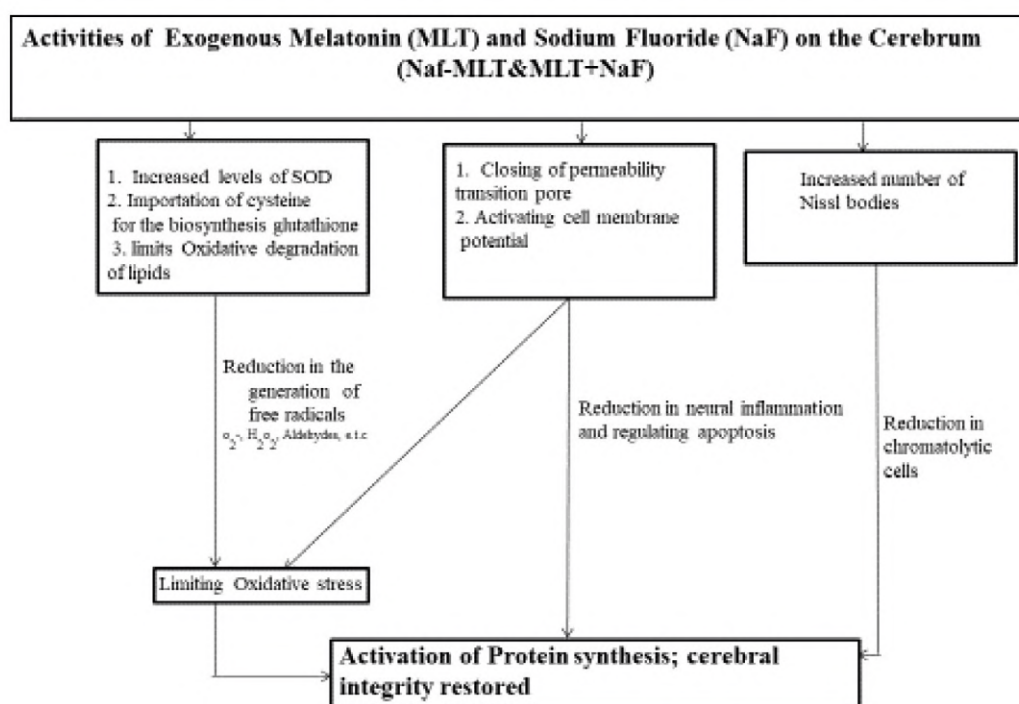 Activities of Exogenous Melatonin (MLT) and Sodium Fluoride (NaF) on the Cerebrum
(Naf-MLT&MLT+NaF)
1. Increased levels of SOD
2. Importation of cysteine
for the biosynthesis glutathione
3. limits Oxidative degradation
of lipids
1. Closing of permeability
transition pore
2. Activating cell membrane
potential
Increased number of
Nissl bodies
Reduction in the
generation of
free radicals
o₂-, H₂o₂, Aldehydes, e.t.c
Reduction in neural inflammation
and regulating apoptosis
Reduction in
chromatolytic
cells
Limiting Oxidative stress
Activation of Protein synthesis; cerebral
integrity restored